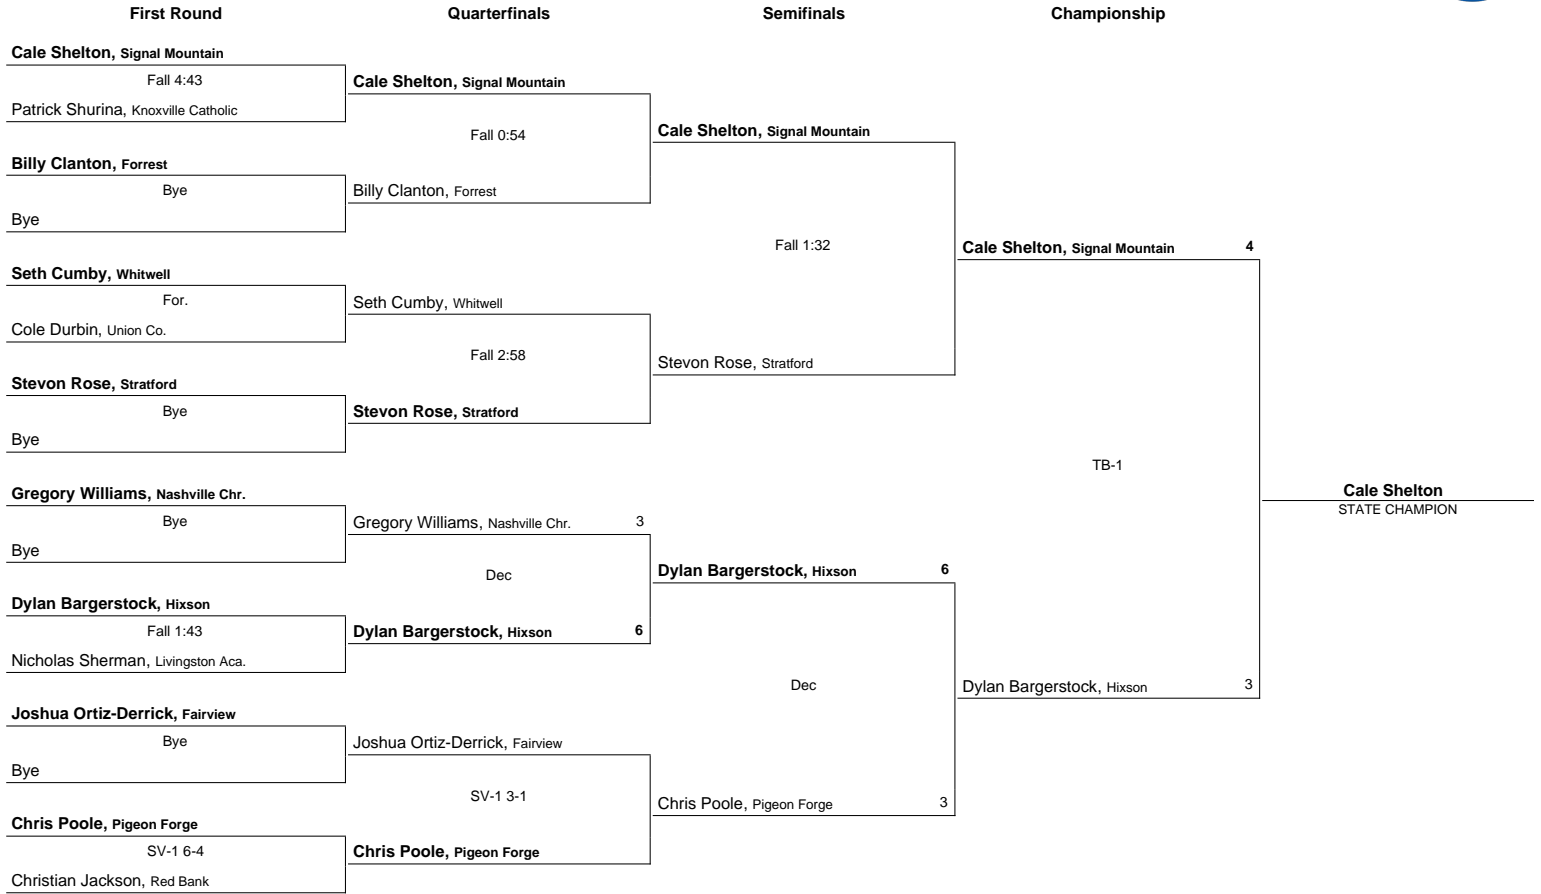 First Round
Quarterfinals
Semifinals
Championship
Cale Shelton, Signal Mountain
Fall 4:43
Patrick Shurina, Knoxville Catholic
Billy Clanton, Forrest
Bye
Bye
Seth Cumby, Whitwell
For.
Cole Durbin, Union Co.
Stevon Rose, Stratford
Bye
Bye
Gregory Williams, Nashville Chr.
Bye
Bye
Dylan Bargerstock, Hixson
Fall 1:43
Nicholas Sherman, Livingston Aca.
Joshua Ortiz-Derrick, Fairview
Bye
Bye
Chris Poole, Pigeon Forge
SV-1 6-4
Christian Jackson, Red Bank
Cale Shelton, Signal Mountain
Fall 0:54
Billy Clanton, Forrest
Seth Cumby, Whitwell
Fall 2:58
Stevon Rose, Stratford
Gregory Williams, Nashville Chr. 3
Dec
Dylan Bargerstock, Hixson 6
Joshua Ortiz-Derrick, Fairview
SV-1 3-1
Chris Poole, Pigeon Forge
Cale Shelton, Signal Mountain
Fall 1:32
Stevon Rose, Stratford
Dylan Bargerstock, Hixson 6
Dec
Chris Poole, Pigeon Forge 3
Cale Shelton, Signal Mountain 4
TB-1
Dylan Bargerstock, Hixson 3
Cale Shelton
STATE CHAMPION